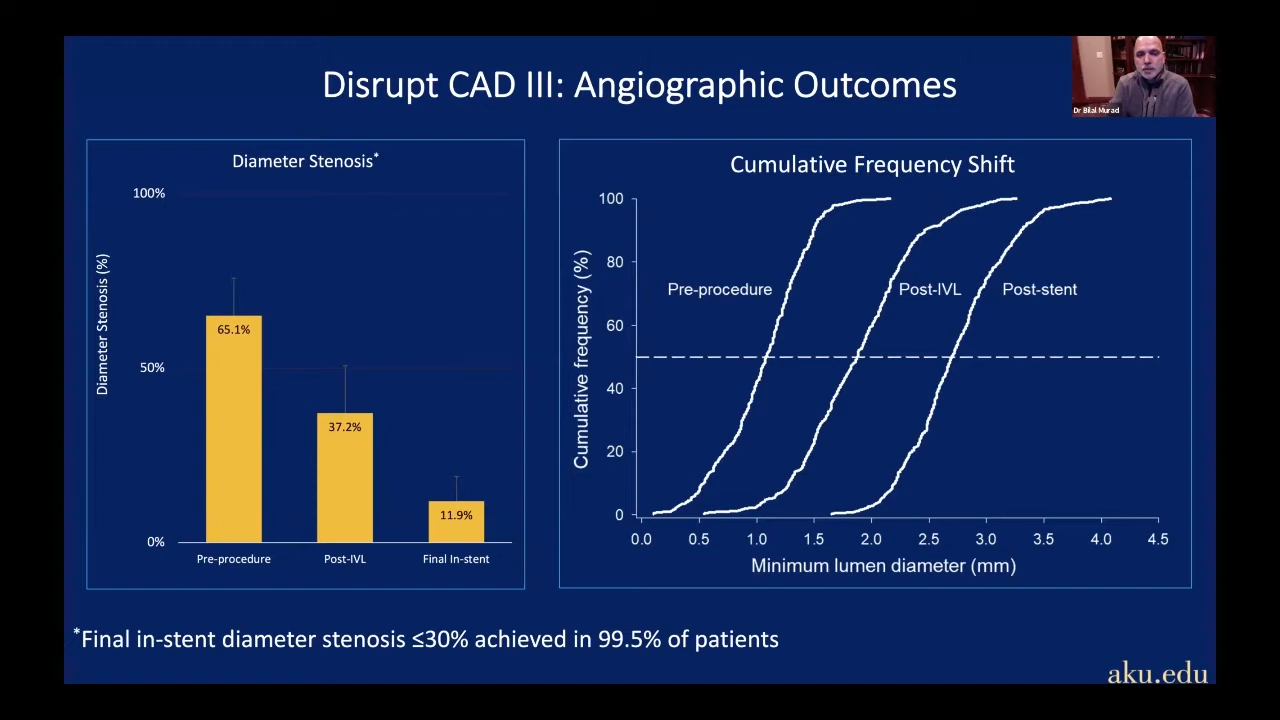 Disrupt CAD III: Angiographic Outcomes
Dr Bilal Murad
Diameter Stenosis*
100%
50%
0%
Diameter Stenosis (%)
65.1%
37.2%
11.9%
Pre-procedure Post-IVL Final In-stent
Cumulative Frequency Shift
100
80
60
40
20
0
Cumulative frequency (%)
Pre-procedure Post-IVL Post-stent
0.0 0.5 1.0 1.5 2.0 2.5 3.0 3.5 4.0 4.5
Minimum lumen diameter (mm)
*Final in-stent diameter stenosis ≤30% achieved in 99.5% of patients
aku.edu